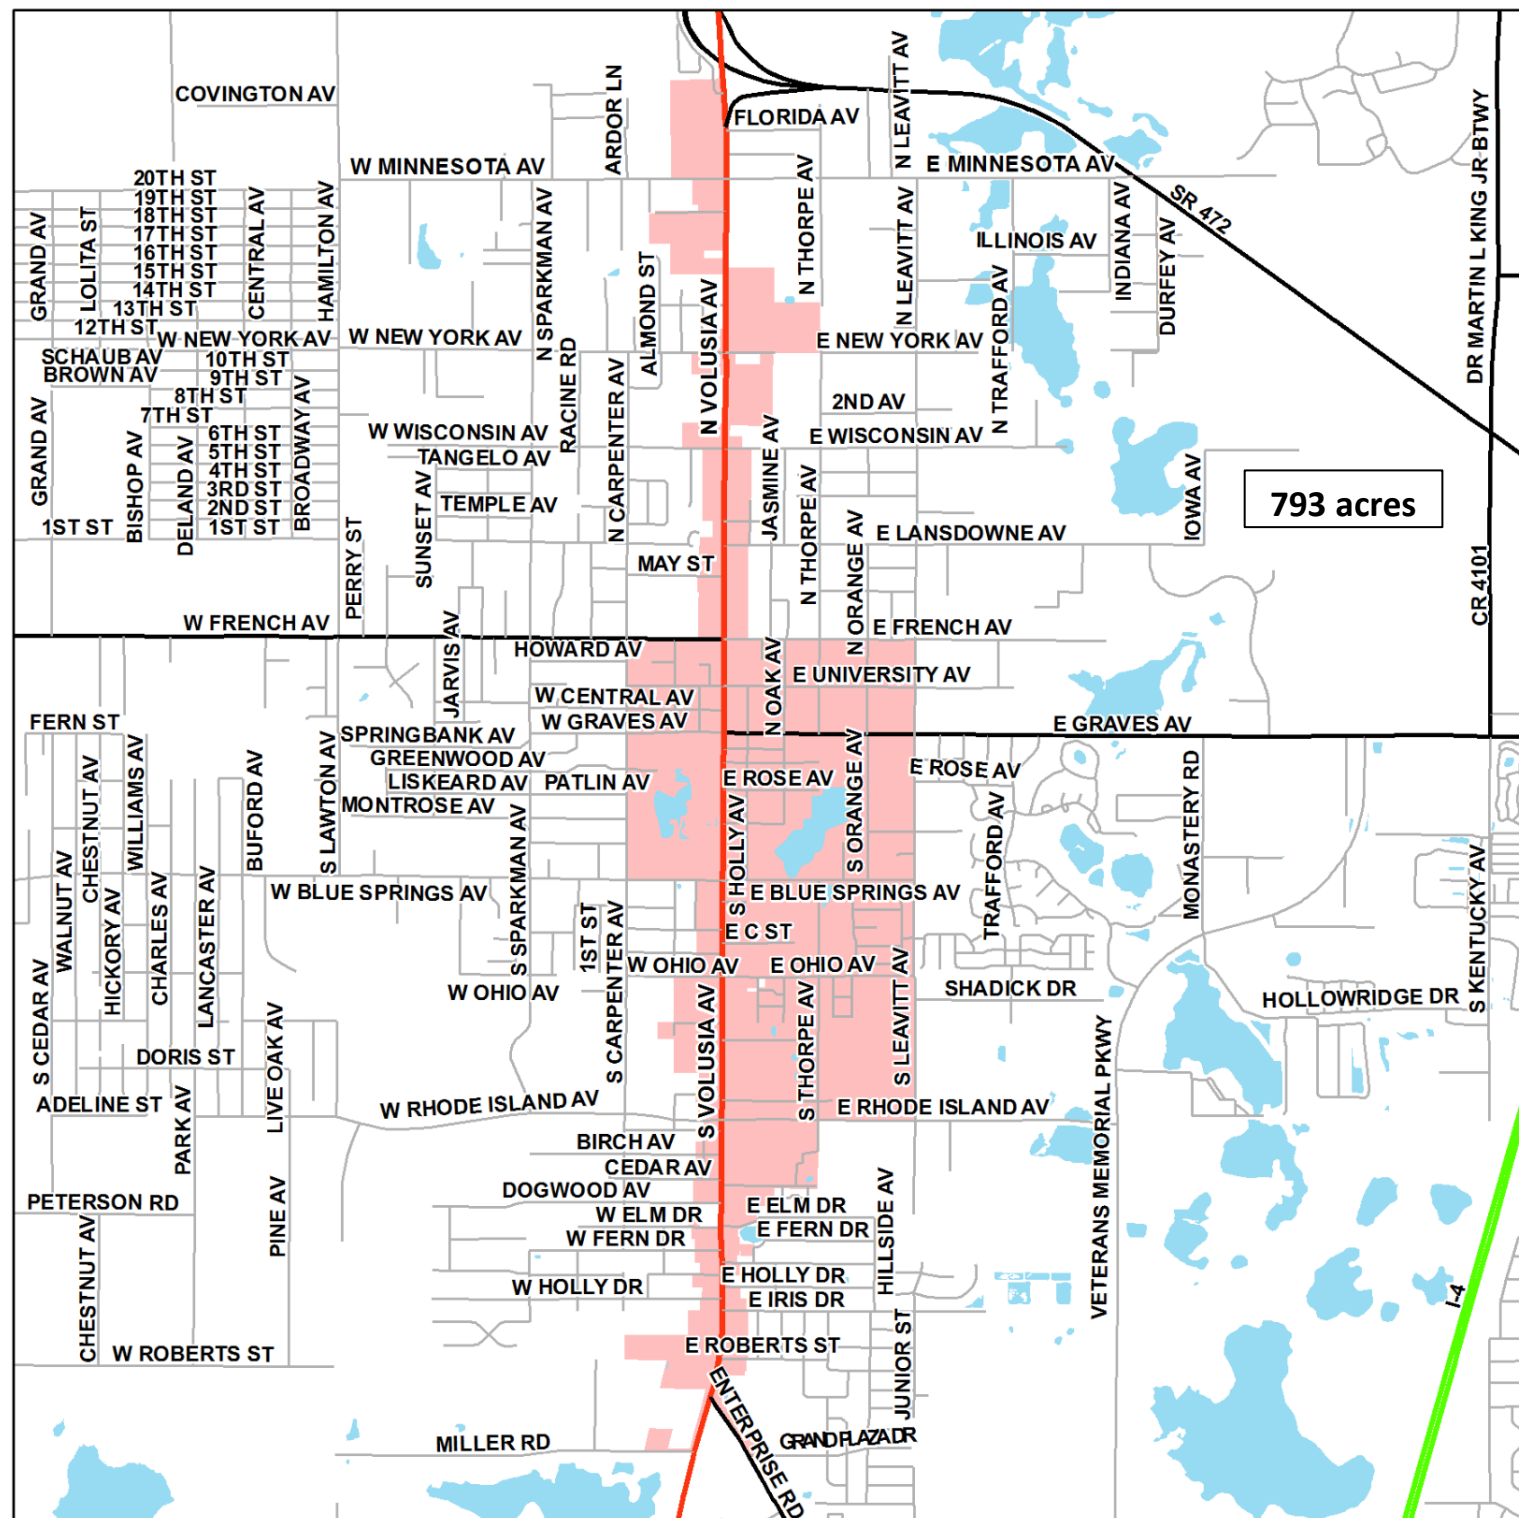 COVINGTON AV
ARDOR LN
FLORIDA AV
N LEAVITT AV
W MINNESOTA AV
E MINNESOTA AV
SR 472
DR MARTIN L KING JR BTWY
20TH ST
19TH ST
18TH ST
17TH ST
16TH ST
15TH ST
14TH ST
13TH ST
12TH ST
GRAND AV
LOLITA ST
CENTRAL AV
HAMILTON AV
N SPARKMAN AV
ALMOND ST
N VOLUSIA AV
N THORPE AV
N LEAVITT AV
ILLINOIS AV
INDIANA AV
DURFEY AV
N TRAFFORD AV
W NEW YORK AV
W NEW YORK AV
E NEW YORK AV
SCHAUB AV
BROWN AV
10TH ST
9TH ST
8TH ST
7TH ST
6TH ST
5TH ST
4TH ST
3RD ST
2ND ST
1ST ST
1ST ST
GRAND AV
BISHOP AV
DELAND AV
BROADWAY AV
PERRY ST
RACINE RD
N CARPENTER AV
2ND AV
W WISCONSIN AV
E WISCONSIN AV
TANGELO AV
TEMPLE AV
SUNSET AV
JASMINE AV
N THORPE AV
N ORANGE AV
E LANSDOWNE AV
IOWA AV
793 acres
MAY ST
CR 4101
W FRENCH AV
E FRENCH AV
HOWARD AV
JARVIS AV
N OAK AV
E UNIVERSITY AV
W CENTRAL AV
W GRAVES AV
E GRAVES AV
FERN ST
SPRINGBANK AV
GREENWOOD AV
LISKEARD AV
PATLIN AV
MONTROSE AV
E ROSE AV
E ROSE AV
WALNUT AV
CHESTNUT AV
WILLIAMS AV
BUFORD AV
S LAWTON AV
S SPARKMAN AV
S HOLLY AV
S ORANGE AV
TRAFFORD AV
MONASTERY RD
S KENTUCKY AV
W BLUE SPRINGS AV
E BLUE SPRINGS AV
HICKORY AV
CHARLES AV
LANCASTER AV
1ST ST
S CARPENTER AV
E C ST
W OHIO AV
E OHIO AV
W OHIO AV
SHADICK DR
HOLLOWRIDGE DR
S CEDAR AV
LIVE OAK AV
S VOLUSIA AV
S THORPE AV
S LEAVITT AV
VETERANS MEMORIAL PKWY
DORIS ST
ADELINE ST
PARK AV
W RHODE ISLAND AV
E RHODE ISLAND AV
BIRCH AV
CEDAR AV
DOGWOOD AV
PETERSON RD
CHESTNUT AV
PINE AV
W ELM DR
E ELM DR
W FERN DR
E FERN DR
HILLSIDE AV
W HOLLY DR
E HOLLY DR
E IRIS DR
I-4
W ROBERTS ST
E ROBERTS ST
JUNIOR ST
ENTERPRISE RD
MILLER RD
GRAND PLAZA DR